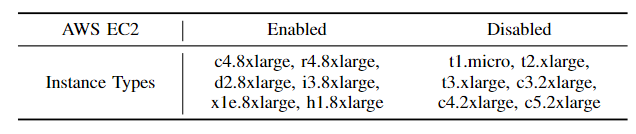 AWS EC2 Enabled Disabled
c4.8xlarge, r4.8xlarge, t1.micro, t2.xlarge,
Instance Types d2.8xlarge, i3.8xlarge, t3.xlarge, c3.2xlarge,
x1e.8xlarge, h1.8xlarge c4.2xlarge, c5.2xlarge